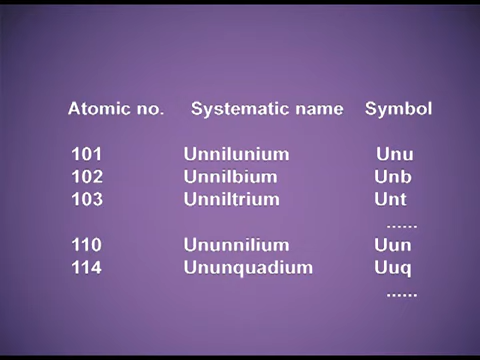 Atomic no. Systematic name Symbol
101 Unnilunium Unu
102 Unnilbium Unb
103 Unniltrium Unt
......
110 Ununnilium Uun
114 Ununquadium Uuq
......